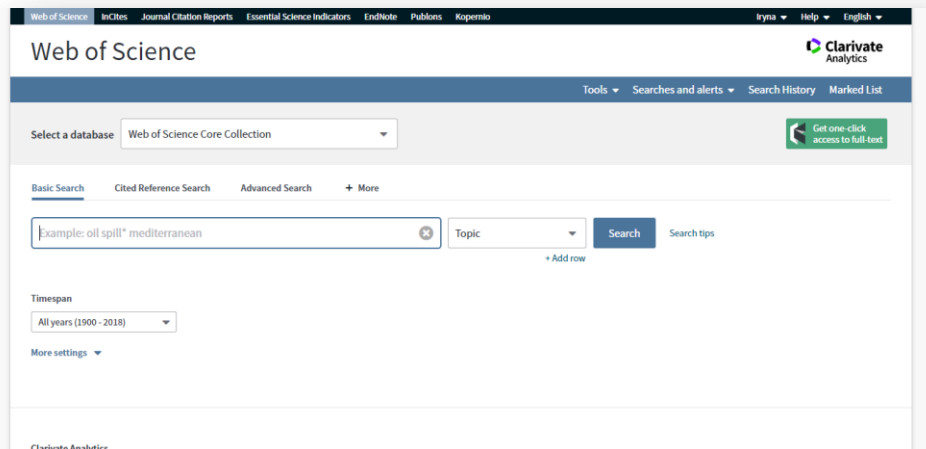 Web of Science InCites Journal Citation Reports Essential Science Indicators EndNote Publons Kopernio Iryna Help English
Web of Science
Clarivate
Analytics
Tools Searches and alerts Search History Marked List
Select a database Web of Science Core Collection
Get one-click
access to full-text
Basic Search Cited Reference Search Advanced Search + More
Example: oil spill* mediterranean Topic Search Search tips
+ Add row
Timespan
All years (1900 - 2018)
More settings
Clarivate Analytics